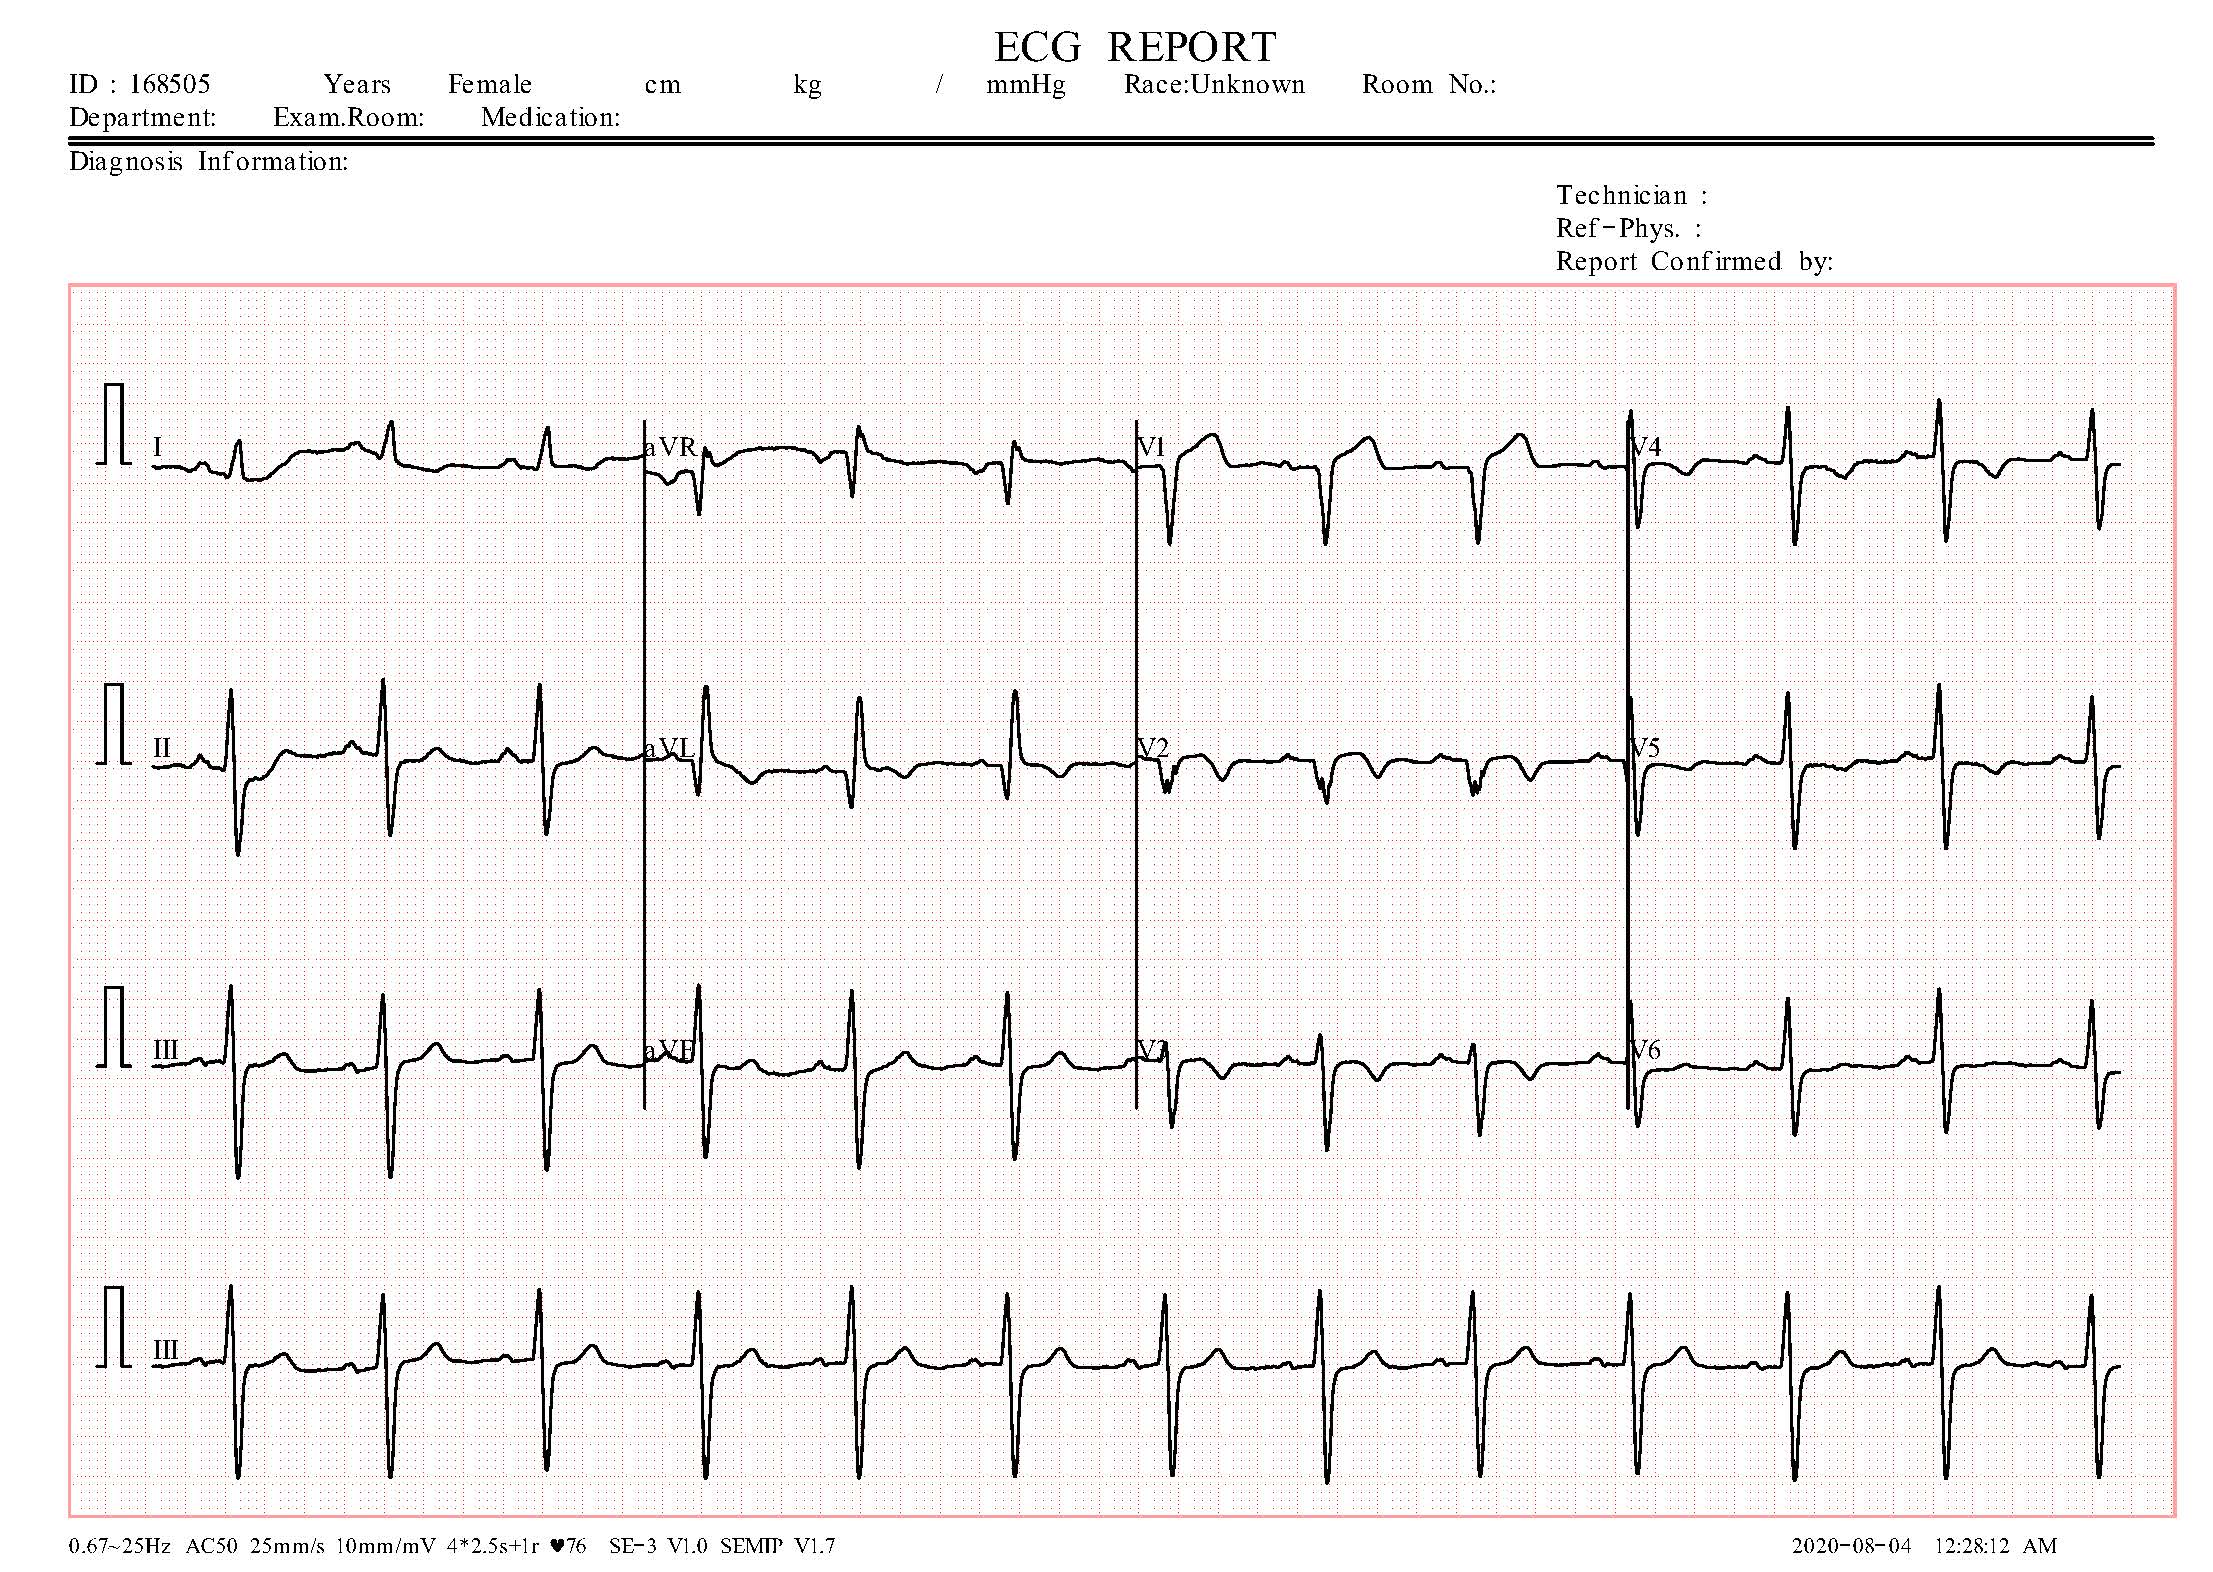 ECG REPORT
ID : 168505 Years Female cm kg / mmHg Race:Unknown Room No.:
Department: Exam.Room: Medication:
Diagnosis Information:
Technician :
Ref-Phys. :
Report Confirmed by:
I aVR V1 V4
II aVL V2 V5
III aVF V3 V6
III
0.67~25Hz AC50 25mm/s 10mm/mV 4*2.5s+1r ♥76 SE-3 V1.0 SEMIP V1.7 2020-08-04 12:28:12 AM